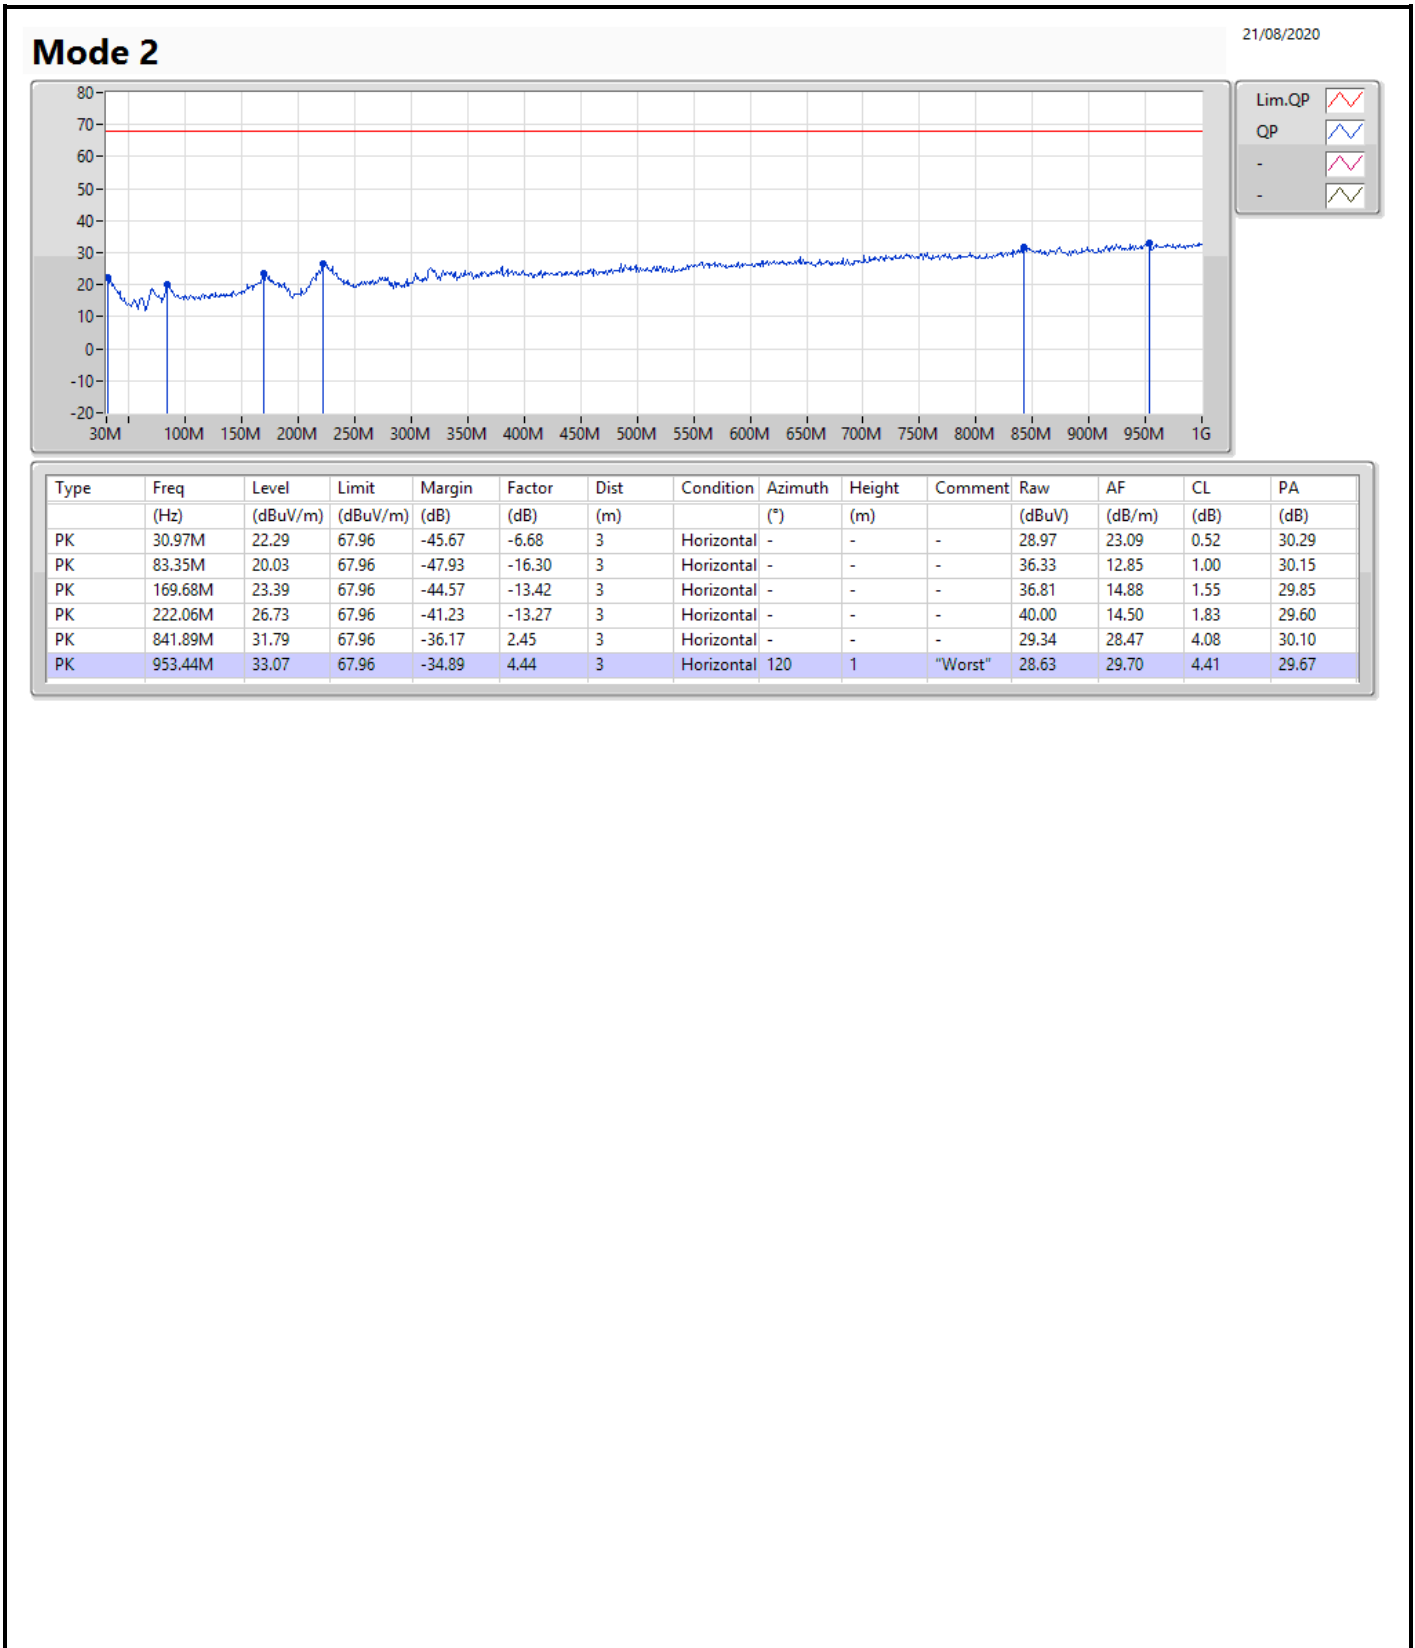 21/08/2020
Mode 2
80
70
60
50
40
30
20
10
0
-10
-20
30M 100M 150M 200M 250M 300M 350M 400M 450M 500M 550M 600M 650M 700M 750M 800M 850M 900M 950M 1G
Lim.QP
QP
-
-
Type Freq Level Limit Margin Factor Dist Condition Azimuth Height Comment Raw AF CL PA
(Hz) (dBuV/m) (dBuV/m) (dB) (dB) (m) (°) (m) (dBuV) (dB/m) (dB) (dB)
PK 30.97M 22.29 67.96 -45.67 -6.68 3 Horizontal - - - 28.97 23.09 0.52 30.29
PK 83.35M 20.03 67.96 -47.93 -16.30 3 Horizontal - - - 36.33 12.85 1.00 30.15
PK 169.68M 23.39 67.96 -44.57 -13.42 3 Horizontal - - - 36.81 14.88 1.55 29.85
PK 222.06M 26.73 67.96 -41.23 -13.27 3 Horizontal - - - 40.00 14.50 1.83 29.60
PK 841.89M 31.79 67.96 -36.17 2.45 3 Horizontal - - - 29.34 28.47 4.08 30.10
PK 953.44M 33.07 67.96 -34.89 4.44 3 Horizontal 120 1 "Worst" 28.63 29.70 4.41 29.67